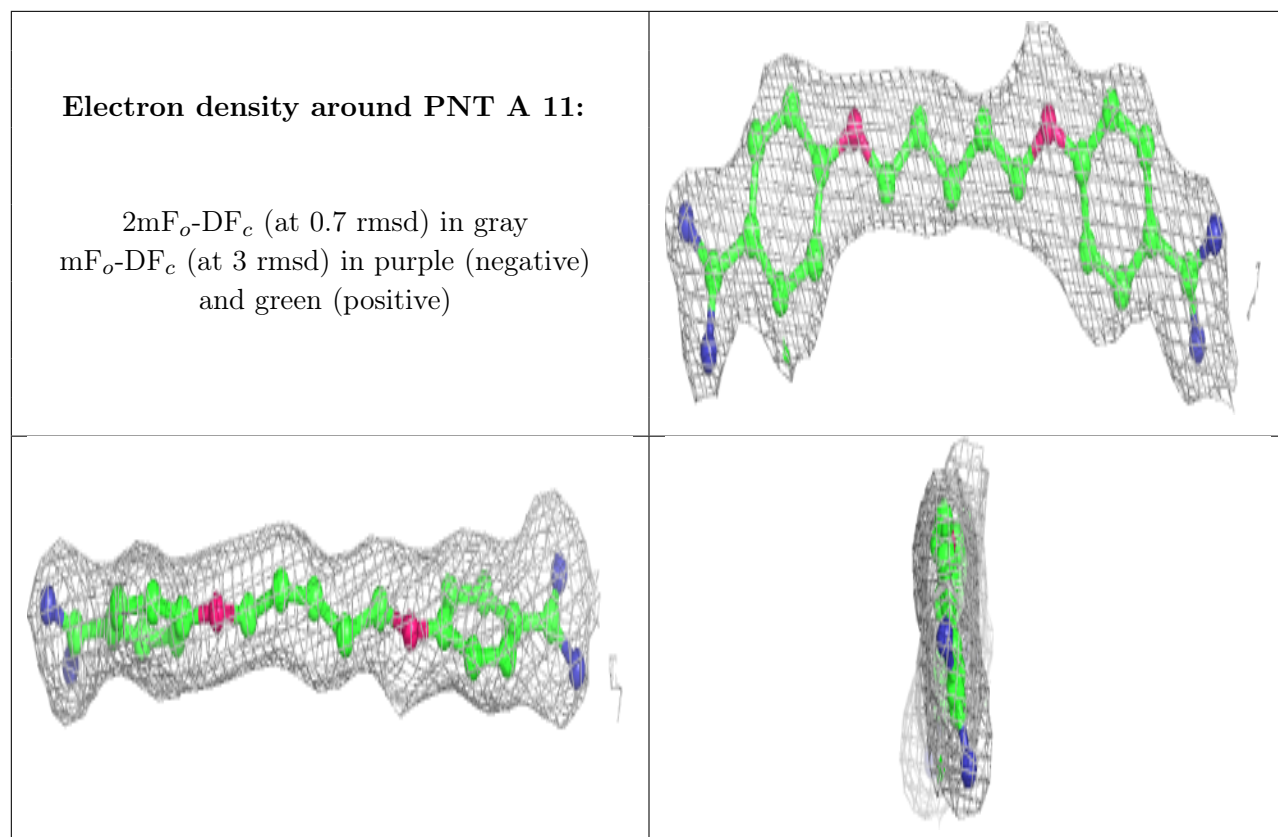 Electron density around PNT A 11:
2mFo-DFc (at 0.7 rmsd) in gray
mFo-DFc (at 3 rmsd) in purple (negative)
and green (positive)